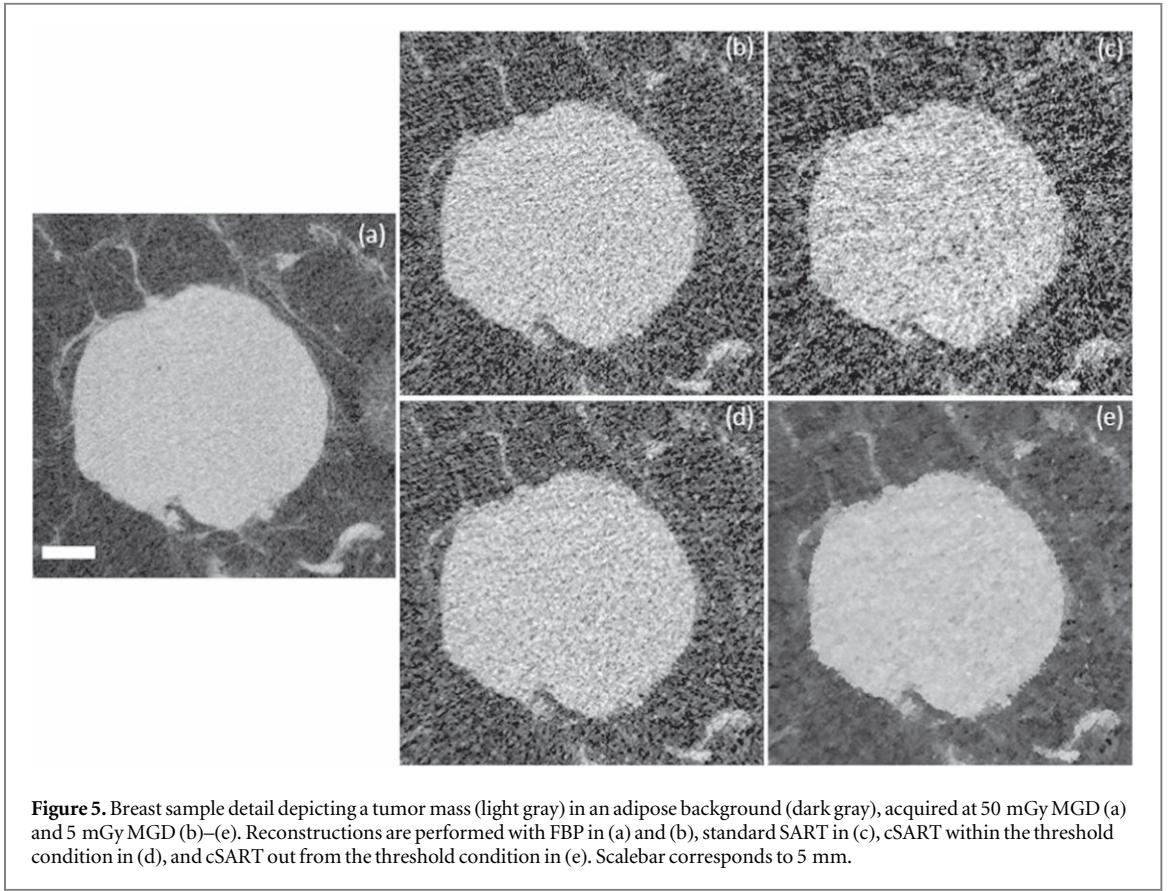 (a)
(b)
(c)
(d)
(e)
Figure 5. Breast sample detail depicting a tumor mass (light gray) in an adipose background (dark gray), acquired at 50 mGy MGD (a)
and 5 mGy MGD (b)–(e). Reconstructions are performed with FBP in (a) and (b), standard SART in (c), cSART within the threshold
condition in (d), and cSART out from the threshold condition in (e). Scalebar corresponds to 5 mm.